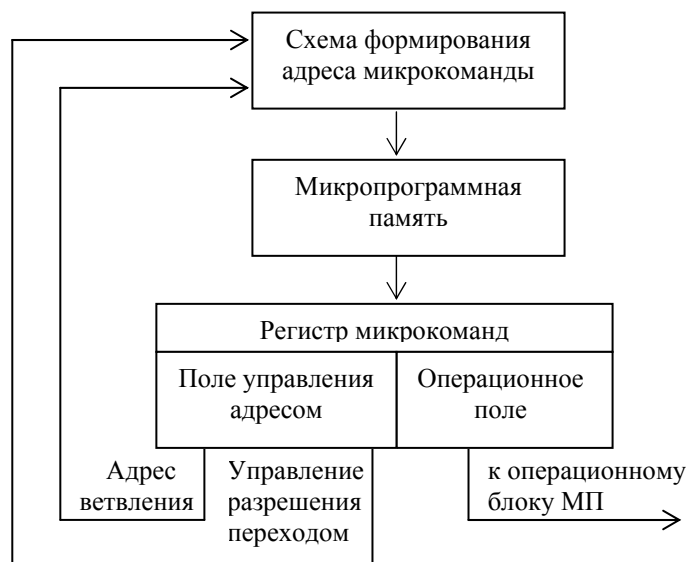 Схема формирования
адреса микрокоманды
Микропрограммная
память
Регистр микрокоманд
Поле управления
адресом
Операционное
поле
Адрес
ветвления
Управление
разрешения
переходом
к операционному
блоку МП